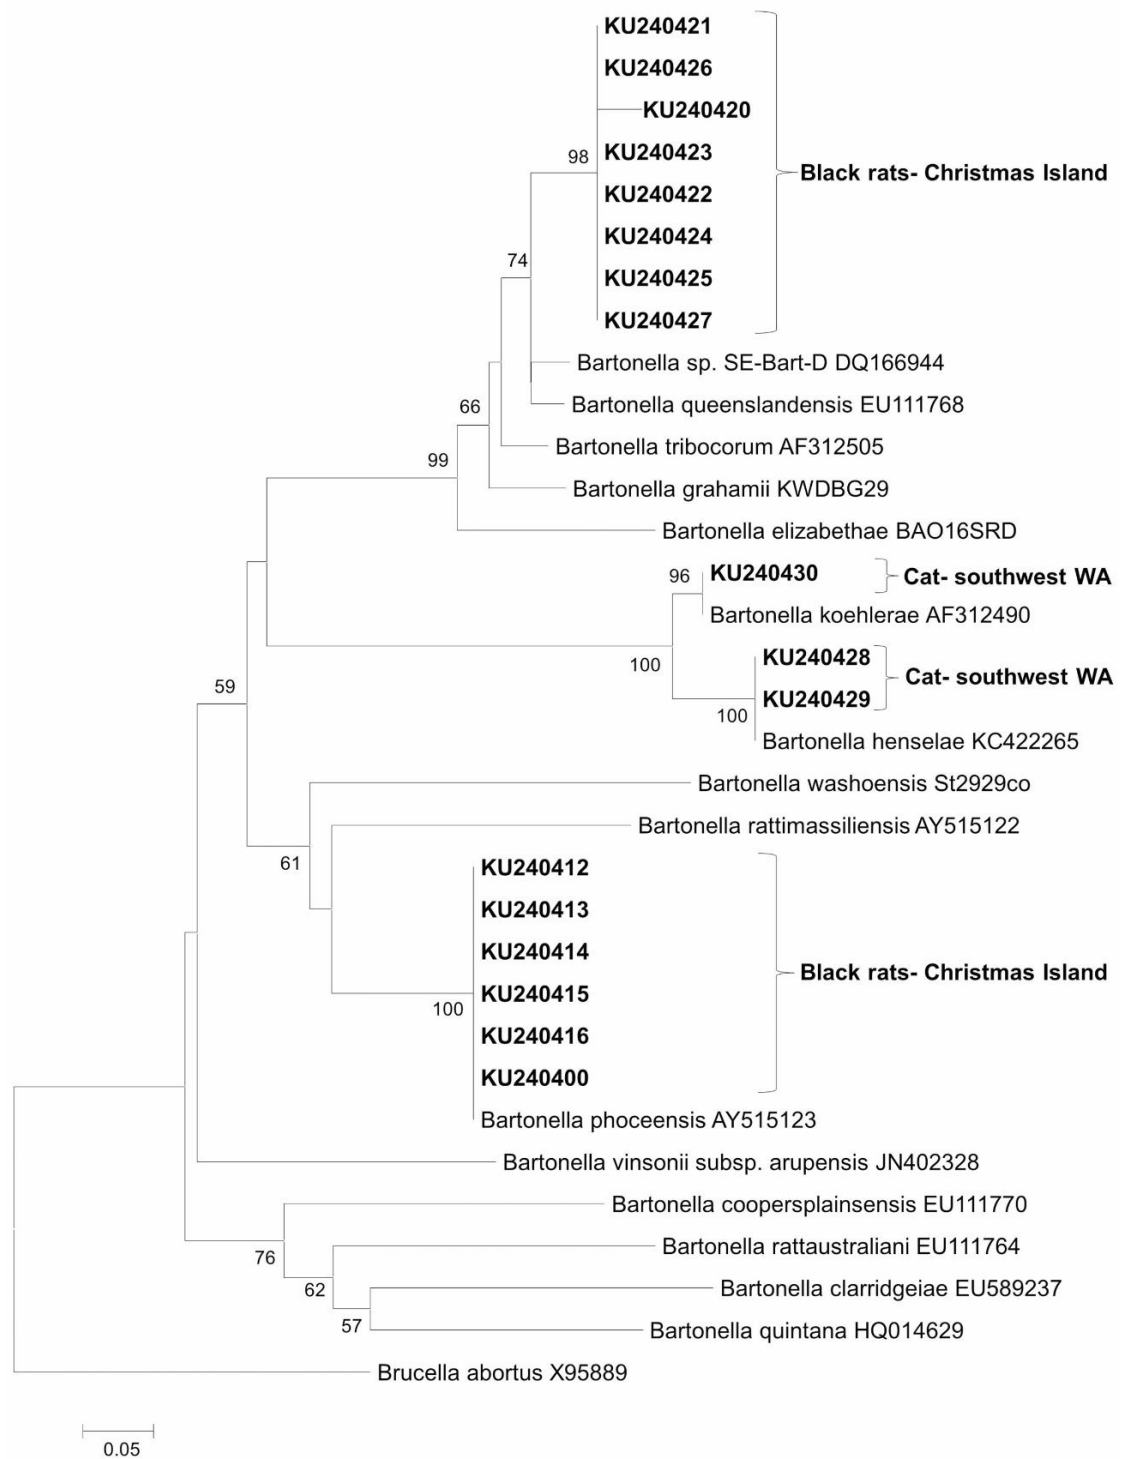 KU240421
KU240426
KU240420
98
KU240423
Black rats- Christmas Island
KU240422
KU240424
74
KU240425
KU240427
Bartonella sp. SE-Bart-D DQ166944
Bartonella queenslandensis EU111768
66
Bartonella tribocorum AF312505
99
Bartonella grahamii KWDBG29
Bartonella elizabethae BAO16SRD
96
KU240430
Cat- southwest WA
Bartonella koehlerae AF312490
KU240428
100
Cat- southwest WA
59
KU240429
100
Bartonella henselae KC422265
Bartonella washoensis St2929co
Bartonella rattimassiliensis AY515122
61
KU240412
KU240413
KU240414
Black rats- Christmas Island
KU240415
100
KU240416
KU240400
Bartonella phoceensis AY515123
Bartonella vinsonii subsp. arupensis JN402328
Bartonella coopersplainsensis EU111770
76
Bartonella rattaustraliani EU111764
62
Bartonella clarridgeiae EU589237
57
Bartonella quintana HQ014629
Brucella abortus X95889
0.05